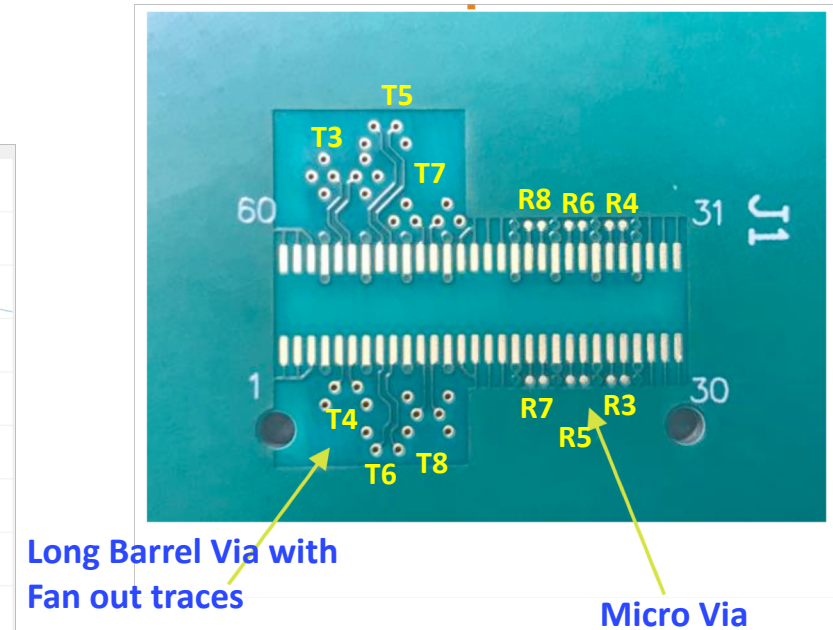 T5
T3
T7
R8 R6 R4
60
31
J1
1
30
T4
R7
R3
R5
T6
T8
Long Barrel Via with
Fan out traces
Micro Via